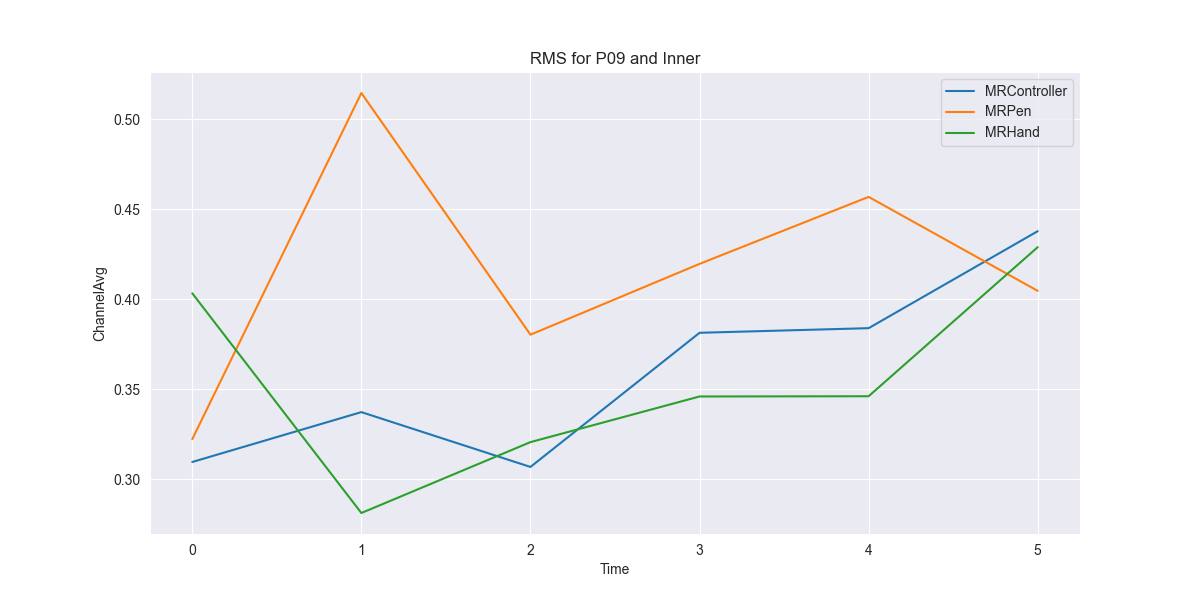 RMS for P09 and Inner
MRController
MRPen
MRHand
ChannelAvg
0.50
0.45
0.40
0.35
0.30
0 1 2 3 4 5
Time